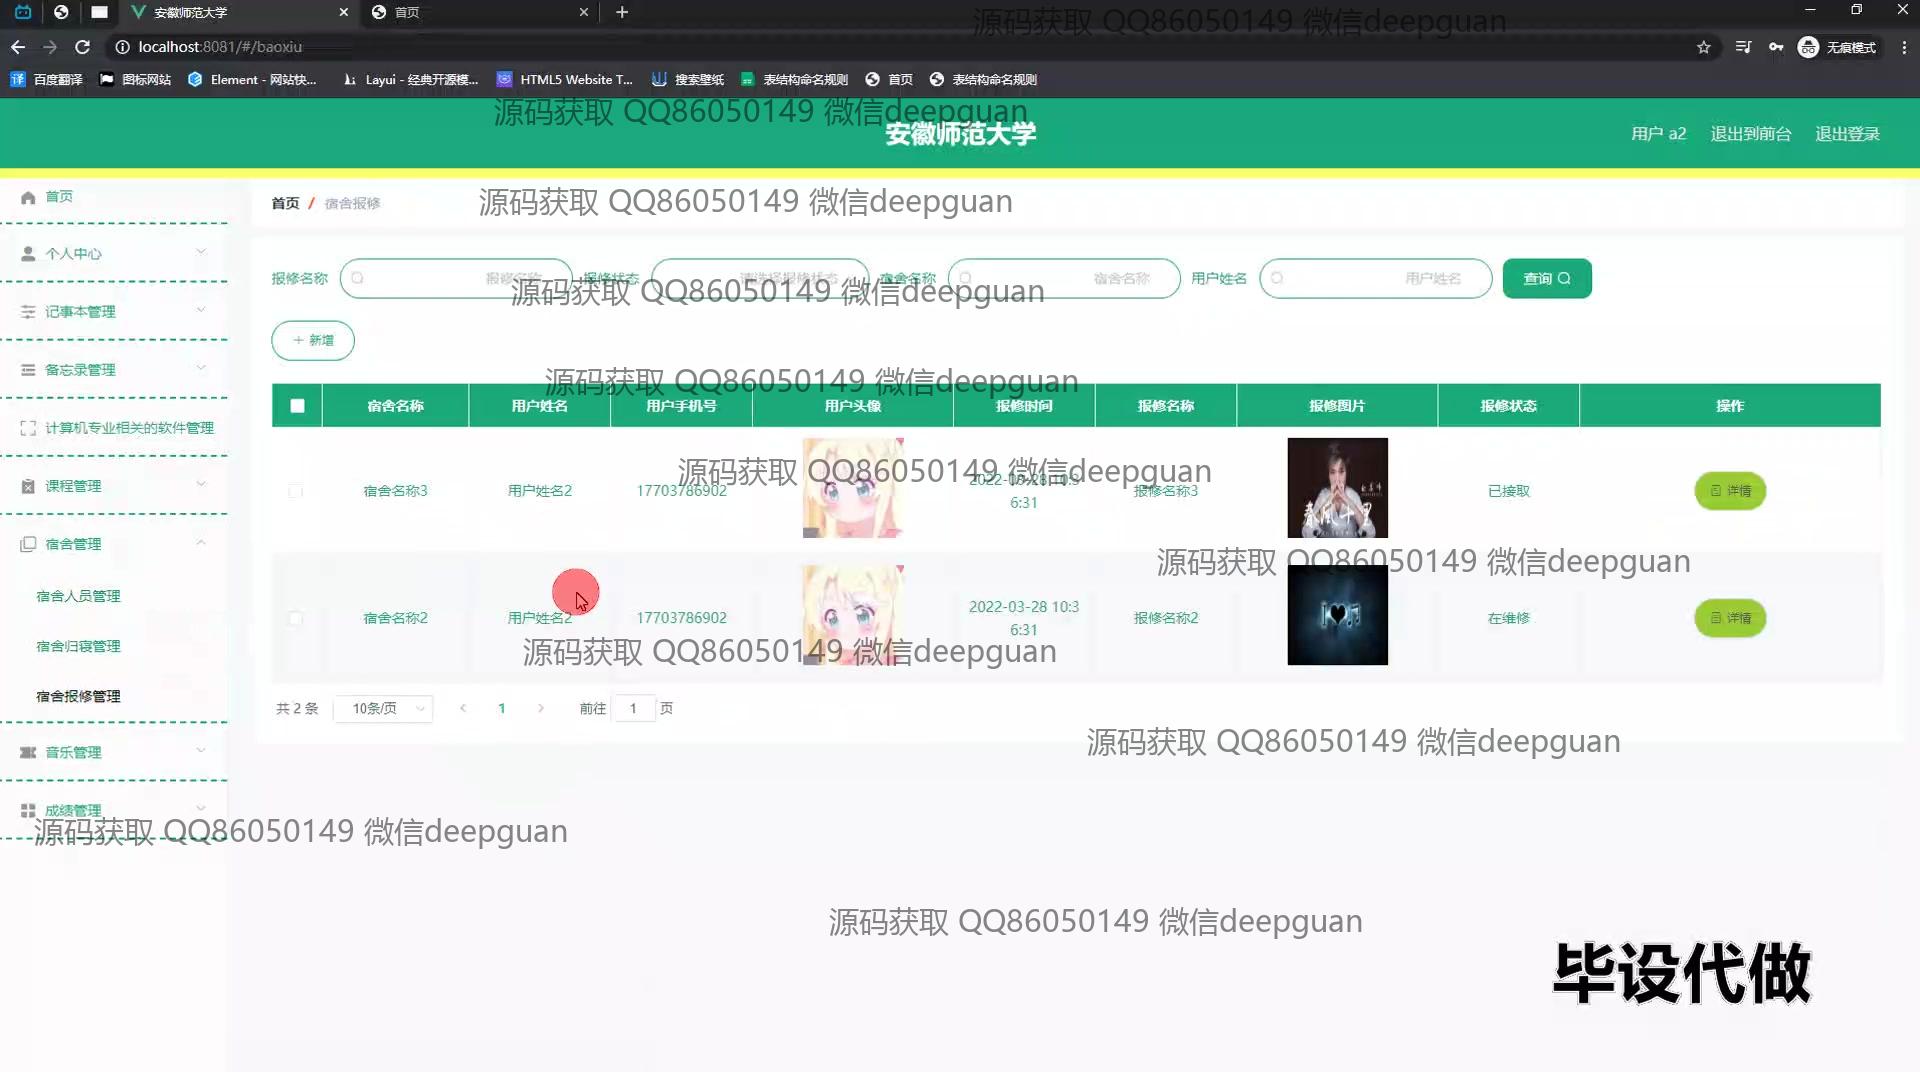 安徽师范大学
首页
源码获取 QQ86050149 微信deepguan
localhost:8081/#/baoxiu
无痕模式
百度翻译
图标网站
Element - 网站快...
Layui - 经典开源模...
HTML5 Website T...
搜索壁纸
表结构命名规则
首页
表结构命名规则
源码获取 QQ86050149 微信deepguan
安徽师范大学
用户 a2
退出到前台
退出登录
首页
个人中心
记事本管理
备忘录管理
计算机专业相关的软件管理
课程管理
宿舍管理
宿舍人员管理
宿舍归寝管理
宿舍报修管理
音乐管理
成绩管理
首页 / 宿舍报修
源码获取 QQ86050149 微信deepguan
报修名称 报修名称 报修状态 请选择报修状态 宿舍名称 宿舍名称 用户姓名 用户姓名 查询
源码获取 QQ86050149 微信deepguan
+ 新增
源码获取 QQ86050149 微信deepguan
宿舍名称 用户姓名 用户手机号 用户头像 报修时间 报修名称 报修图片 报修状态 操作
源码获取 QQ86050149 微信deepguan
宿舍名称3 用户姓名2 17703786902 2022-03-28 10:3
6:31
报修名称3 已接取 详情
春风十里
源码获取 QQ86050149 微信deepguan
宿舍名称2 用户姓名2 17703786902 2022-03-28 10:3
6:31
报修名称2 在维修 详情
源码获取 QQ86050149 微信deepguan
共 2 条 10条/页 1 前往 1 页
源码获取 QQ86050149 微信deepguan
源码获取 QQ86050149 微信deepguan
源码获取 QQ86050149 微信deepguan
毕设代做